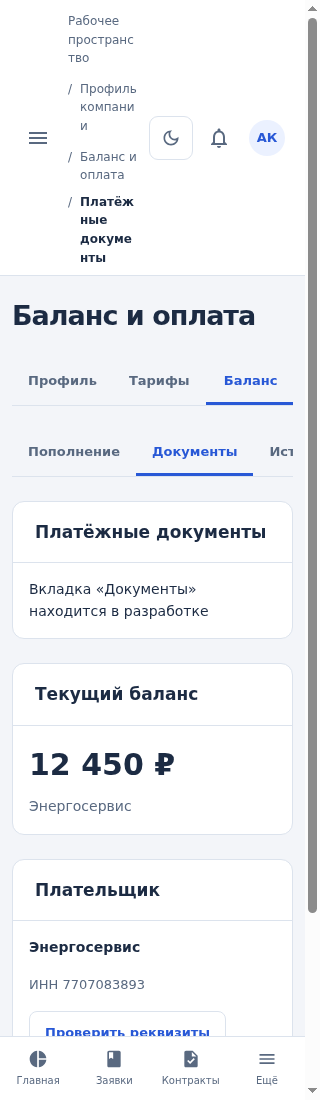 Рабочее
пространс
тво
/ Профиль
компани
и
/ Баланс и
оплата
/ Платёж
ные
докуме
нты
АК
Баланс и оплата
Профиль Тарифы Баланс
Пополнение Документы Ист
Платёжные документы
Вкладка «Документы»
находится в разработке
Текущий баланс
12 450 ₽
Энергосервис
Плательщик
Энергосервис
ИНН 7707083893
Проверить реквизиты
Главная Заявки Контракты Ещё